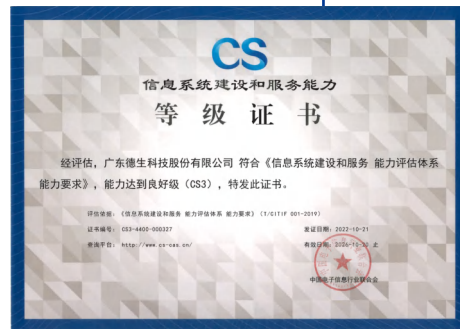 CS
信息系统建设和服务能力
等 级 证 书
经评估，广东德生科技股份有限公司 符合《信息系统建设和服务 能力评估体系
能力要求》，能力达到良好级（CS3），特发此证书。
评估依据：《信息系统建设和服务 能力评估体系 能力要求》（T/CITIF 001-2019）
证书编号：CS3-4400-000327
发证日期：2022-10-21
查询平台：http://www.cs-cas.cn/
有效日期：2026-10-20 止
中国电子信息行业联合会